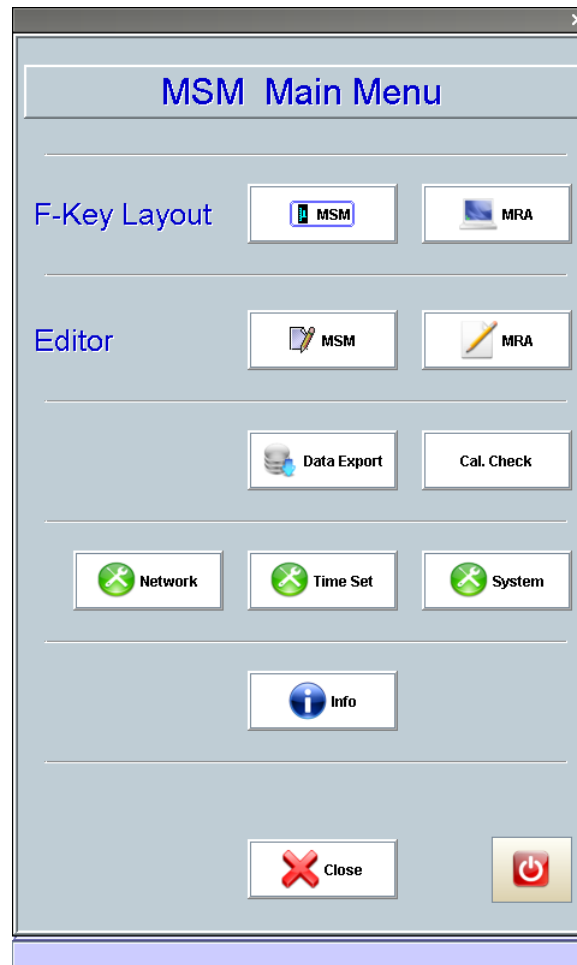 MSM Main Menu
F-Key Layout MSM MRA
Editor MSM MRA
Data Export Cal. Check
Network Time Set System
Info
Close